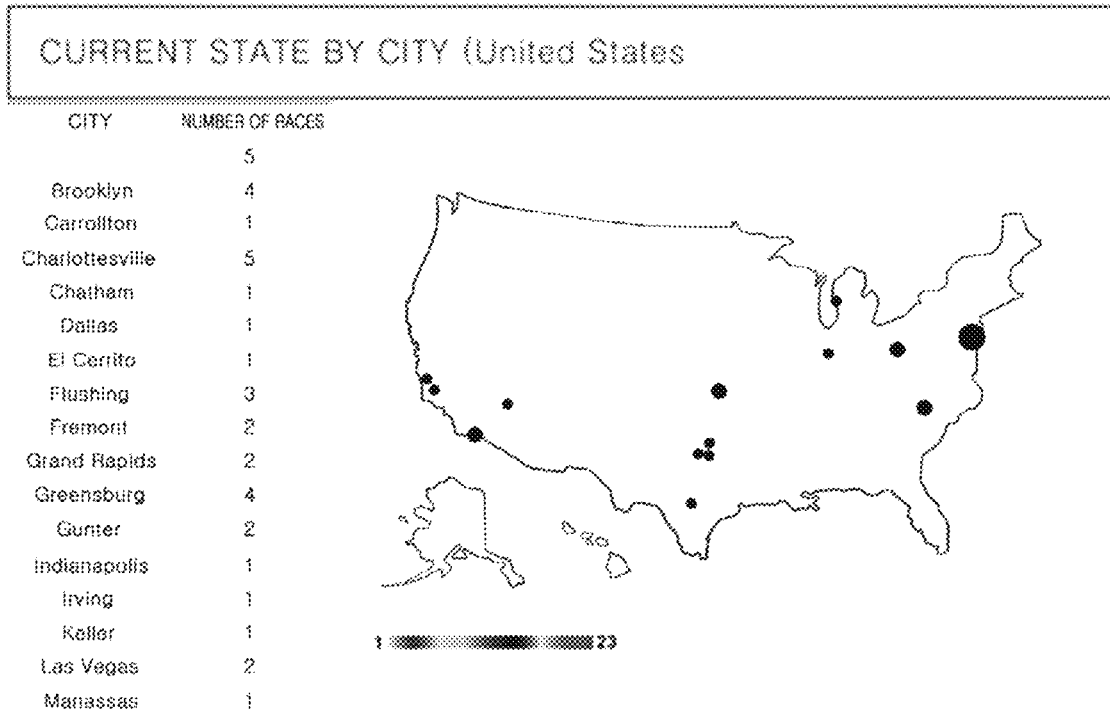 CURRENT STATE BY CITY (United States
CITY NUMBER OF RACES
5
Brooklyn 4
Carrollton 1
Charlottesville 5
Chatham 1
Dallas 1
El Cerrito 1
Flushing 3
Fremont 2
Grand Rapids 2
Greensburg 4
Gunter 2
Indianapolis 1
Irving 1
Keller 1
Las Vegas 2
Manassas 1
1 23